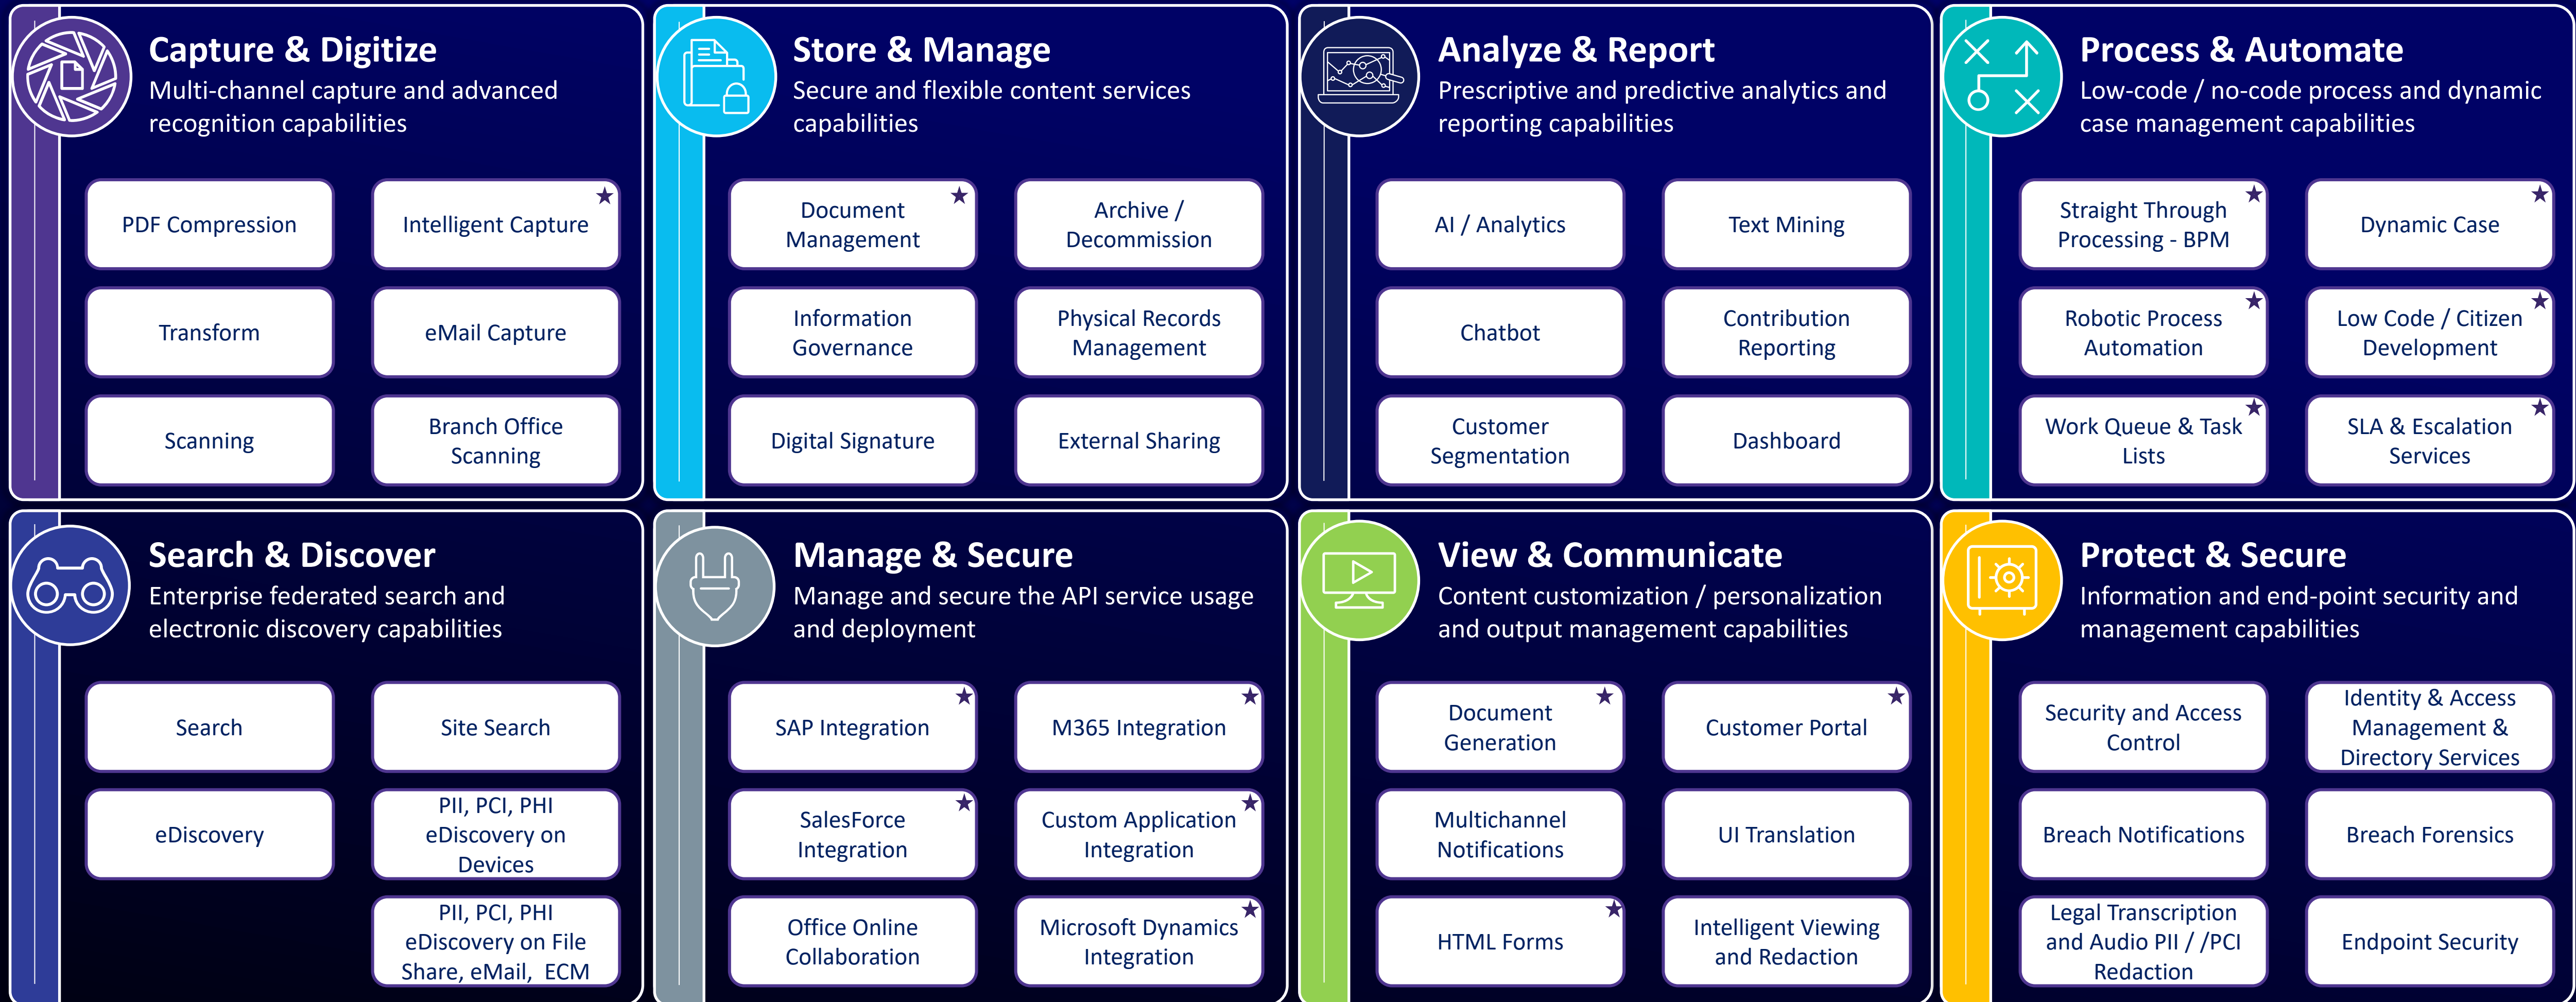 Capture & Digitize
Multi-channel capture and advanced
recognition capabilities
PDF Compression
Intelligent Capture
Transform
eMail Capture
Scanning
Branch Office
Scanning
Store & Manage
Secure and flexible content services
capabilities
Document
Management
Archive /
Decommission
Information
Governance
Physical Records
Management
Digital Signature
External Sharing
Analyze & Report
Prescriptive and predictive analytics and
reporting capabilities
AI / Analytics
Text Mining
Chatbot
Contribution
Reporting
Customer
Segmentation
Dashboard
Process & Automate
Low-code / no-code process and dynamic
case management capabilities
Straight Through
Processing - BPM
Dynamic Case
Robotic Process
Automation
Low Code / Citizen
Development
Work Queue & Task
Lists
SLA & Escalation
Services
Search & Discover
Enterprise federated search and
electronic discovery capabilities
Search
Site Search
eDiscovery
PII, PCI, PHI
eDiscovery on
Devices
PII, PCI, PHI
eDiscovery on File
Share, eMail, ECM
Manage & Secure
Manage and secure the API service usage
and deployment
SAP Integration
M365 Integration
SalesForce
Integration
Custom Application
Integration
Office Online
Collaboration
Microsoft Dynamics
Integration
View & Communicate
Content customization / personalization
and output management capabilities
Document
Generation
Customer Portal
Multichannel
Notifications
UI Translation
HTML Forms
Intelligent Viewing
and Redaction
Protect & Secure
Information and end-point security and
management capabilities
Security and Access
Control
Identity & Access
Management &
Directory Services
Breach Notifications
Breach Forensics
Legal Transcription
and Audio PII / /PCI
Redaction
Endpoint Security